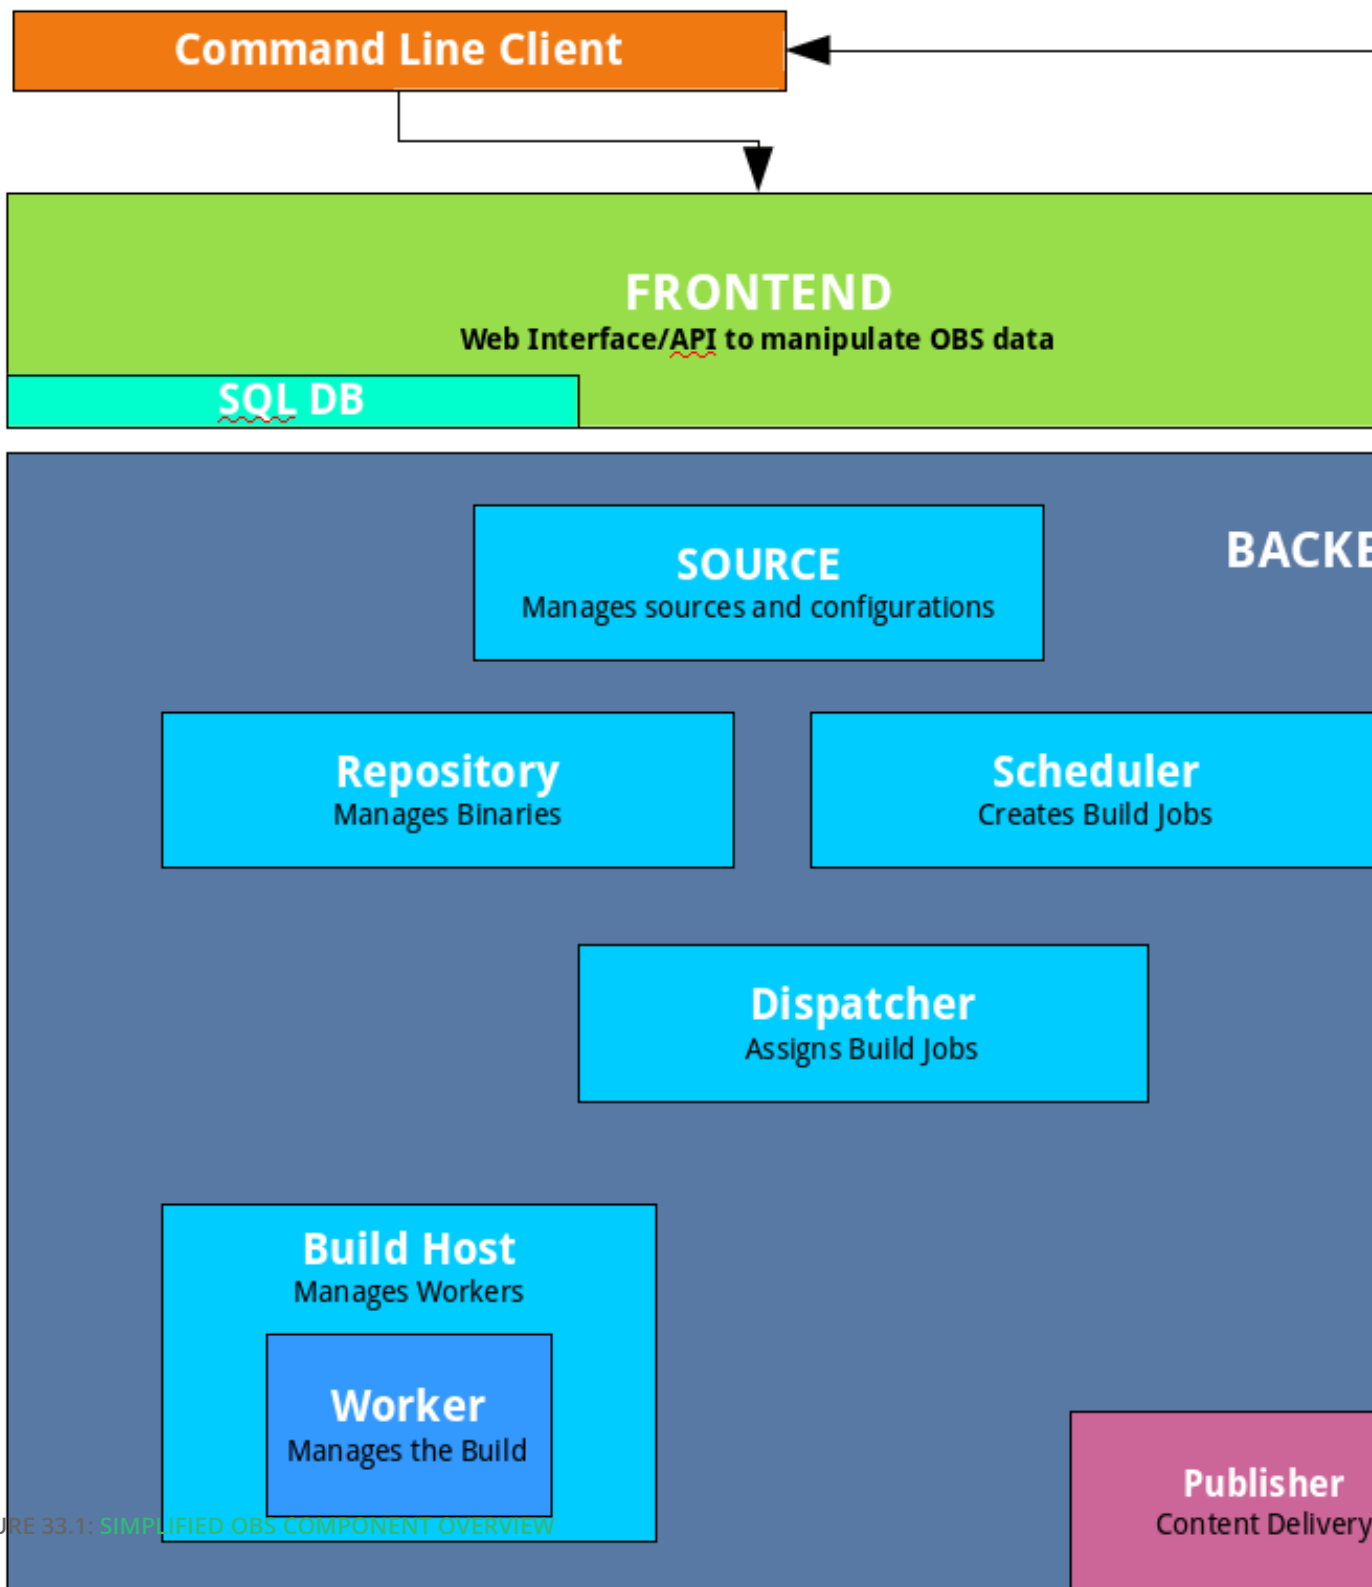 Command Line Client
FRONTEND
Web Interface/API to manipulate OBS data
SQL DB
BACKE
SOURCE
Manages sources and configurations
Repository
Manages Binaries
Scheduler
Creates Build Jobs
Dispatcher
Assigns Build Jobs
Build Host
Manages Workers
Worker
Manages the Build
Publisher
Content Delivery
URE 33.1: SIMPLIFIED OBS COMPONENT OVERVIEW